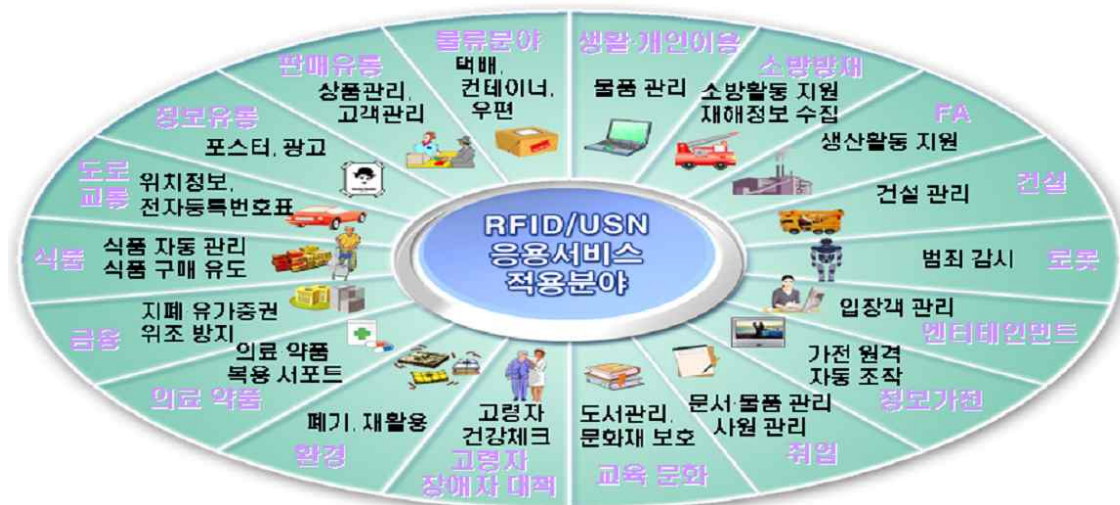 RFID/USN
응용서비스
적용분야
물류분야
택배,
컨테이너,
우편
생활·개인이용
물품 관리
소방방재
소방활동 지원
재해정보 수집
FA
생산활동 지원
건설
건설 관리
로봇
범죄 감시
엔터테인먼트
입장객 관리
정보가전
가전 원격
자동 조작
취업
문서·물품 관리
사원 관리
교육 문화
도서관리,
문화재 보호
고령자
장애자 대책
고령자
건강체크
환경
폐기, 재활용
의료 약품
의료 약품
복용 서포트
금융
지폐 유가증권
위조 방지
식품
식품 자동 관리
식품 구매 유도
도로
교통
위치정보,
전자등록번호표
정보유통
포스터, 광고
판매유통
상품관리,
고객관리